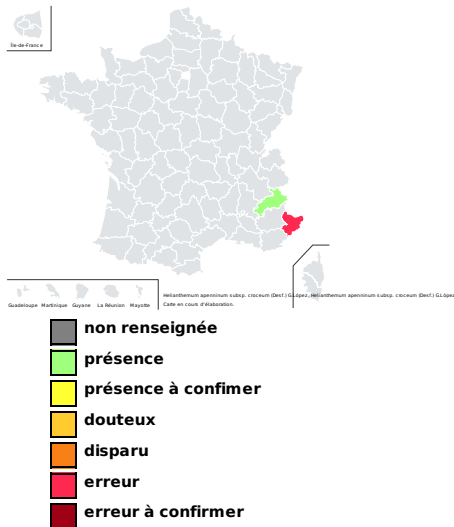 Île-de-France
Guadeloupe Martinique Guyane La Réunion Mayotte
Helianthemum apenninum subsp. croceum (Desf.) G.López, Helianthemum apenninum subsp. croceum (Desf.) G.López
Carte en cours d'élaboration.
non renseignée
présence
présence à confimer
douteux
disparu
erreur
erreur à confirmer